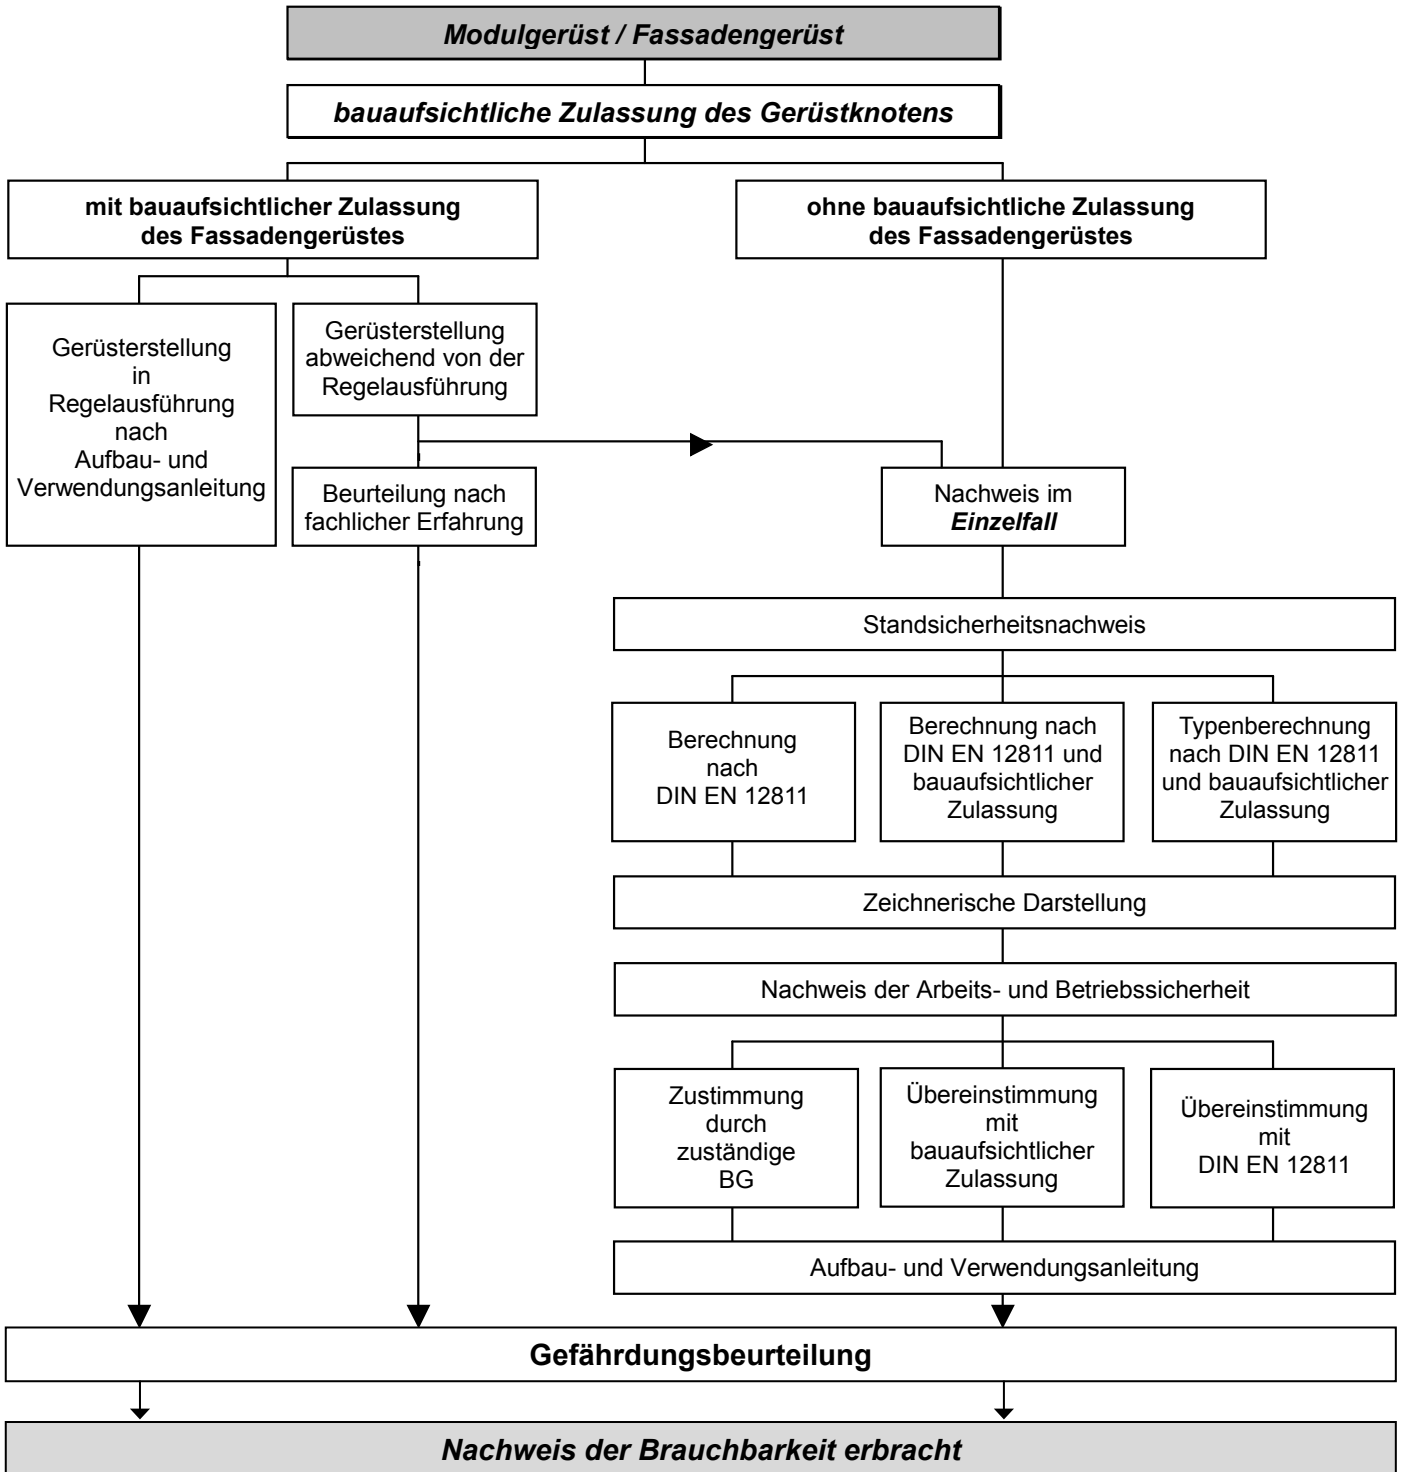 Modulgerüst / Fassadengerüst
bauaufsichtliche Zulassung des Gerüstknotens
mit bauaufsichtlicher Zulassung
des Fassadengerüstes
ohne bauaufsichtliche Zulassung
des Fassadengerüstes
Gerüsterstellung
in
Regelausführung
nach
Aufbau- und
Verwendungsanleitung
Gerüsterstellung
abweichend von der
Regelausführung
Beurteilung nach
fachlicher Erfahrung
Nachweis im
Einzelfall
Standsicherheitsnachweis
Berechnung
nach
DIN EN 12811
Berechnung nach
DIN EN 12811 und
bauaufsichtlicher
Zulassung
Typenberechnung
nach DIN EN 12811
und bauaufsichtlicher
Zulassung
Zeichnerische Darstellung
Nachweis der Arbeits- und Betriebssicherheit
Zustimmung
durch
zuständige
BG
Übereinstimmung
mit
bauaufsichtlicher
Zulassung
Übereinstimmung
mit
DIN EN 12811
Aufbau- und Verwendungsanleitung
Gefährdungsbeurteilung
Nachweis der Brauchbarkeit erbracht